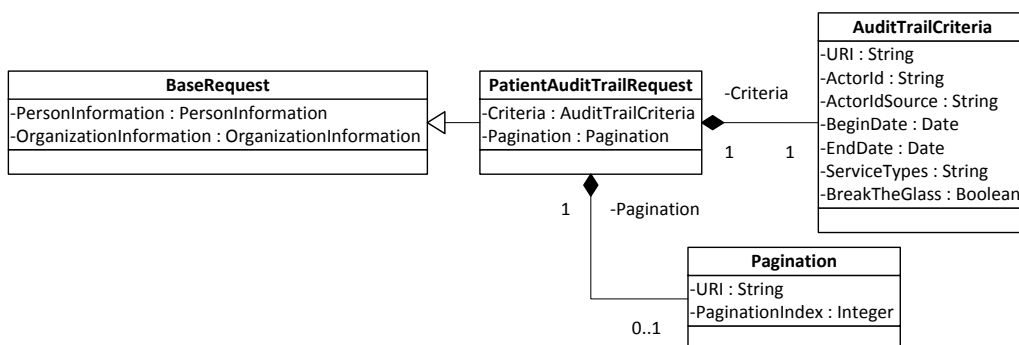 BaseRequest
-PersonInformation : PersonInformation
-OrganizationInformation : OrganizationInformation
PatientAuditTrailRequest
-Criteria : AuditTrailCriteria
-Pagination : Pagination
-Criteria
1
1
AuditTrailCriteria
-URI : String
-ActorId : String
-ActorIdSource : String
-BeginDate : Date
-EndDate : Date
-ServiceTypes : String
-BreakTheGlass : Boolean
1
-Pagination
0..1
Pagination
-URI : String
-PaginationIndex : Integer